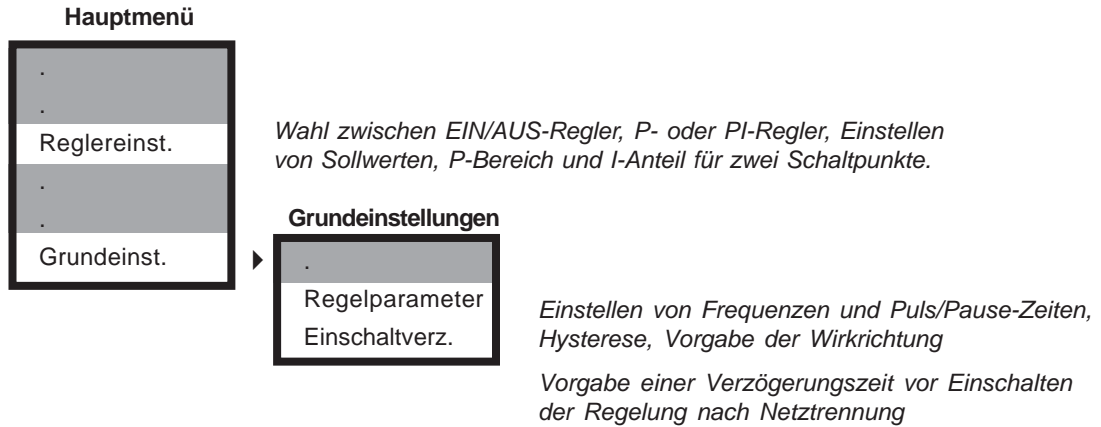 Hauptmenü
.
.
Reglereinst.
Wahl zwischen EIN/AUS-Regler, P- oder PI-Regler, Einstellen
von Sollwerten, P-Bereich und I-Anteil für zwei Schaltpunkte.
.
.
Grundeinst.
Grundeinstellungen
.
Regelparameter
Einschaltverz.
Einstellen von Frequenzen und Puls/Pause-Zeiten,
Hysterese, Vorgabe der Wirkrichtung
Vorgabe einer Verzögerungszeit vor Einschalten
der Regelung nach Netztrennung